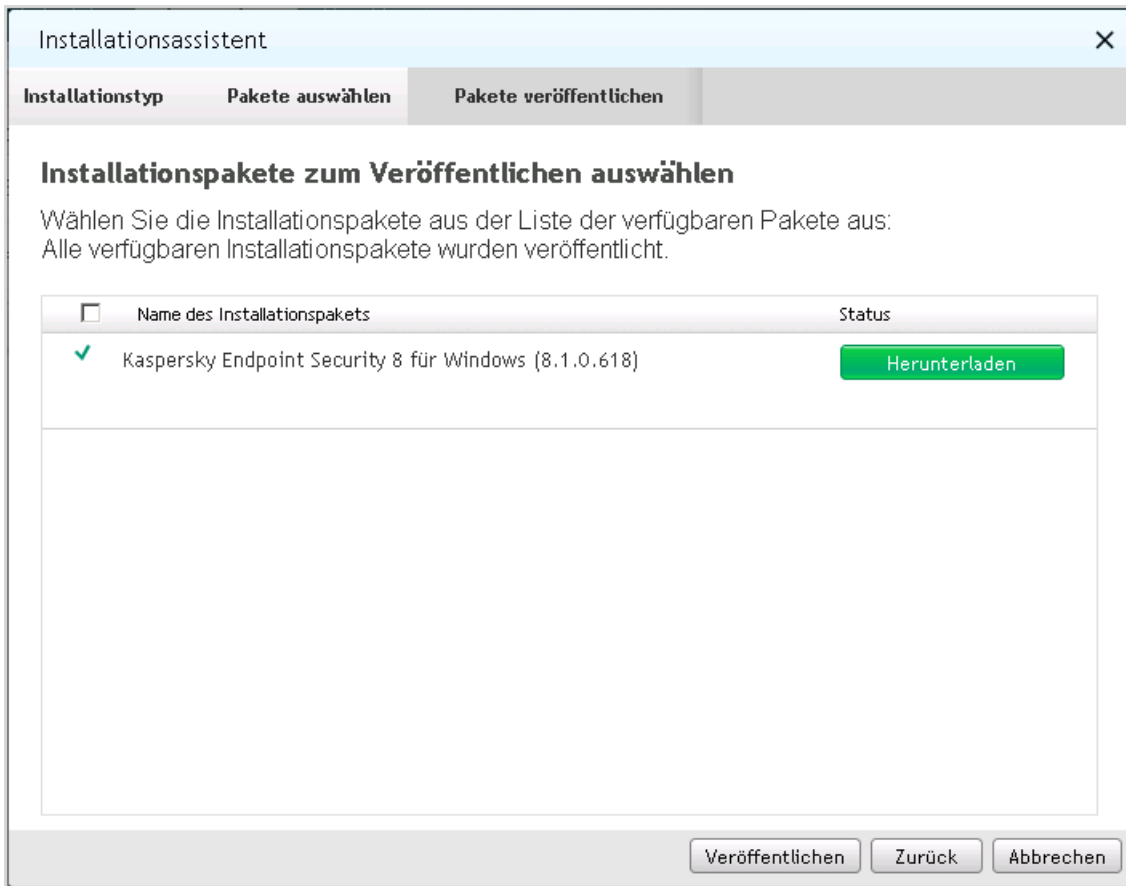 Installationsassistent
Installationstyp Pakete auswählen Pakete veröffentlichen
Installationspakete zum Veröffentlichen auswählen
Wählen Sie die Installationspakete aus der Liste der verfügbaren Pakete aus:
Alle verfügbaren Installationspakete wurden veröffentlicht.
Name des Installationspakets Status
Kaspersky Endpoint Security 8 für Windows (8.1.0.618) Herunterladen
Veröffentlichen Zurück Abbrechen